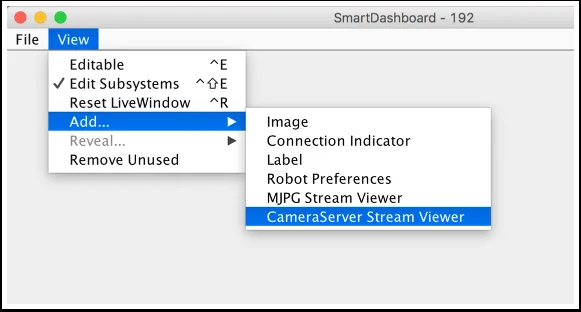 SmartDashboard - 192
File View
Editable ^E
✓ Edit Subsystems ^⇧E
Reset LiveWindow ^R
Add... ▶
Reveal... ▶
Remove Unused
Image
Connection Indicator
Label
Robot Preferences
MJPG Stream Viewer
CameraServer Stream Viewer